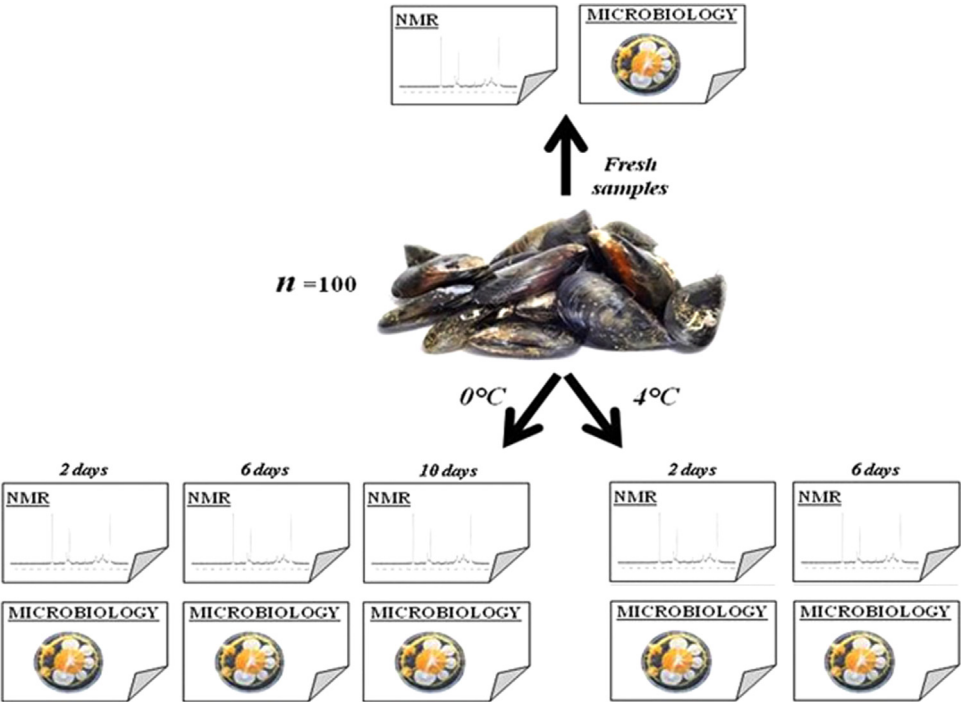 NMR
MICROBIOLOGY
Fresh
samples
n =100
0°C
4°C
2 days
6 days
10 days
2 days
6 days
NMR
NMR
NMR
NMR
NMR
MICROBIOLOGY
MICROBIOLOGY
MICROBIOLOGY
MICROBIOLOGY
MICROBIOLOGY